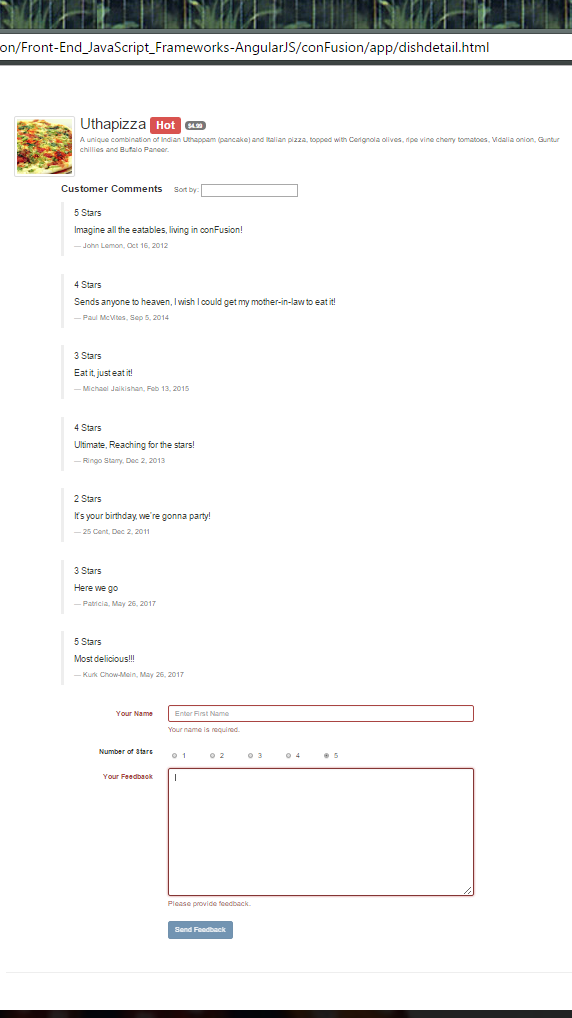 on/Front-End_JavaScript_Frameworks-AngularJS/conFusion/app/dishdetail.html
Uthapizza Hot $4.99
A unique combination of Indian Uthappam (pancake) and Italian pizza, topped with Cerignola olives, ripe vine cherry tomatoes, Vidalia onion, Guntur
chillies and Buffalo Paneer.
Customer Comments Sort by:
5 Stars
Imagine all the eatables, living in conFusion!
— John Lemon, Oct 16, 2012
4 Stars
Sends anyone to heaven, I wish I could get my mother-in-law to eat it!
— Paul McVites, Sep 5, 2014
3 Stars
Eat it, just eat it!
— Michael Jaikishan, Feb 13, 2015
4 Stars
Ultimate, Reaching for the stars!
— Ringo Starry, Dec 2, 2013
2 Stars
It's your birthday, we're gonna party!
— 25 Cent, Dec 2, 2011
3 Stars
Here we go
— Patricia, May 26, 2017
5 Stars
Most delicious!!!
— Kurk Chow-Mein, May 26, 2017
Your Name Enter First Name
Your name is required.
Number of Stars 1 2 3 4 5
Your Feedback
Please provide feedback.
Send Feedback